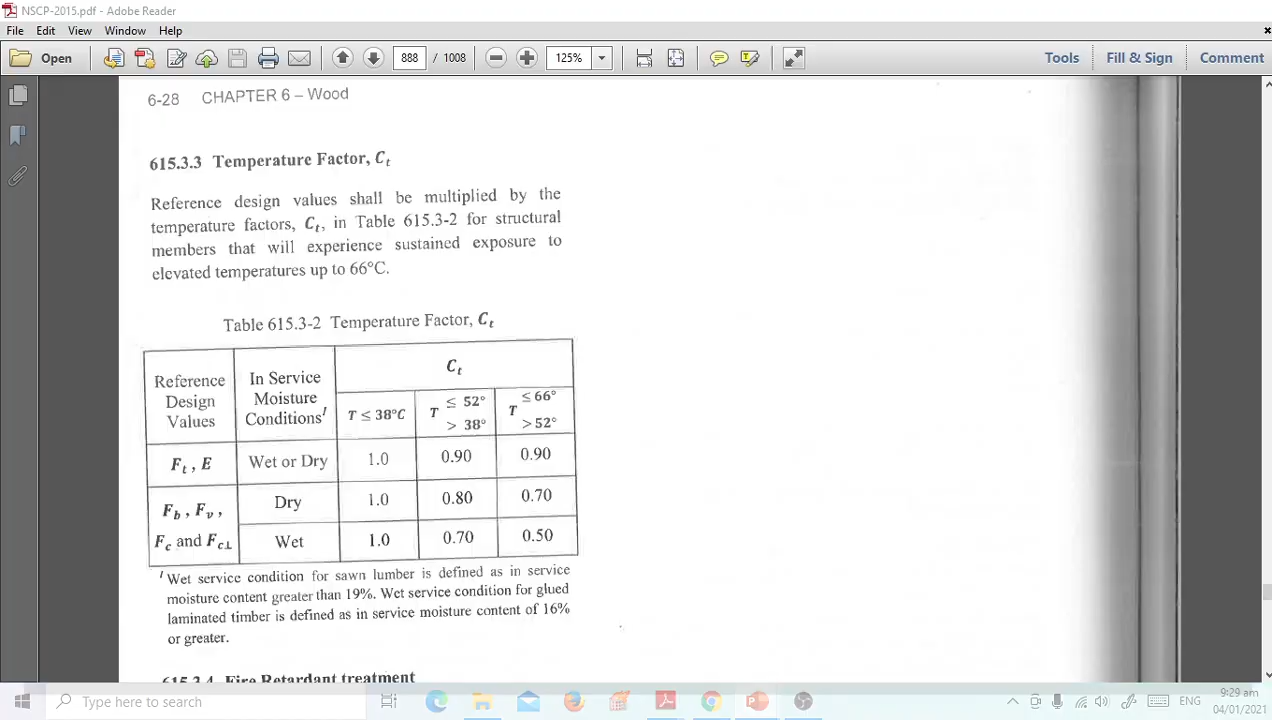 NSCP-2015.pdf - Adobe Reader
File Edit View Window Help
Open 888 / 1008 125% Tools Fill & Sign Comment
6-28 CHAPTER 6 – Wood
615.3.3 Temperature Factor, Ct
Reference design values shall be multiplied by the
temperature factors, Ct, in Table 615.3-2 for structural
members that will experience sustained exposure to
elevated temperatures up to 66°C.
Table 615.3-2 Temperature Factor, Ct
Reference Design Values
In Service Moisture Conditions¹
Ct
T ≤ 38°C
T ≤ 52° > 38°
T ≤ 66° > 52°
Ft , E Wet or Dry 1.0 0.90 0.90
Fb , Fv , Fc and Fc⊥
Dry 1.0 0.80 0.70
Wet 1.0 0.70 0.50
¹ Wet service condition for sawn lumber is defined as in service
moisture content greater than 19%. Wet service condition for glued
laminated timber is defined as in service moisture content of 16%
or greater.
615.3.4 Fire Retardant treatment
Type here to search
ENG
9:29 am
04/01/2021